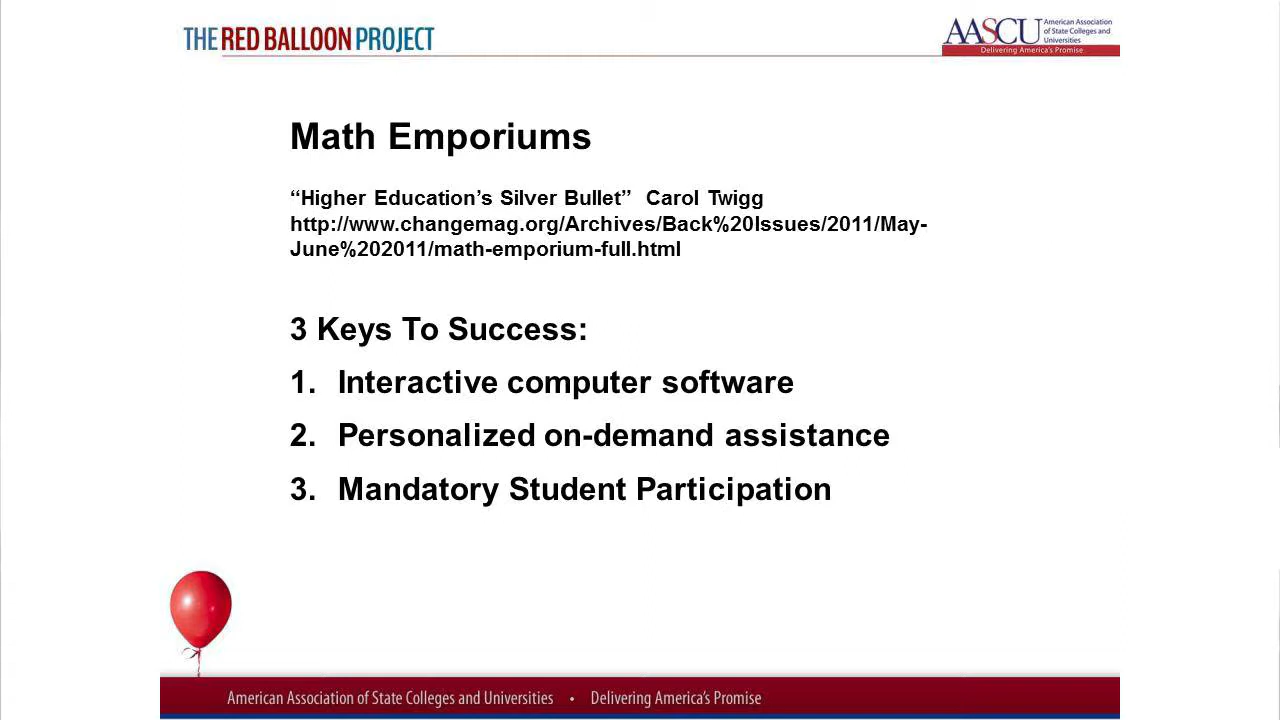 THE RED BALLOON PROJECT
AASCU American Association
of State Colleges and
Universities
Delivering America's Promise
Math Emporiums
“Higher Education’s Silver Bullet” Carol Twigg
http://www.changemag.org/Archives/Back%20Issues/2011/May-
June%202011/math-emporium-full.html
3 Keys To Success:
1. Interactive computer software
2. Personalized on-demand assistance
3. Mandatory Student Participation
American Association of State Colleges and Universities • Delivering America's Promise